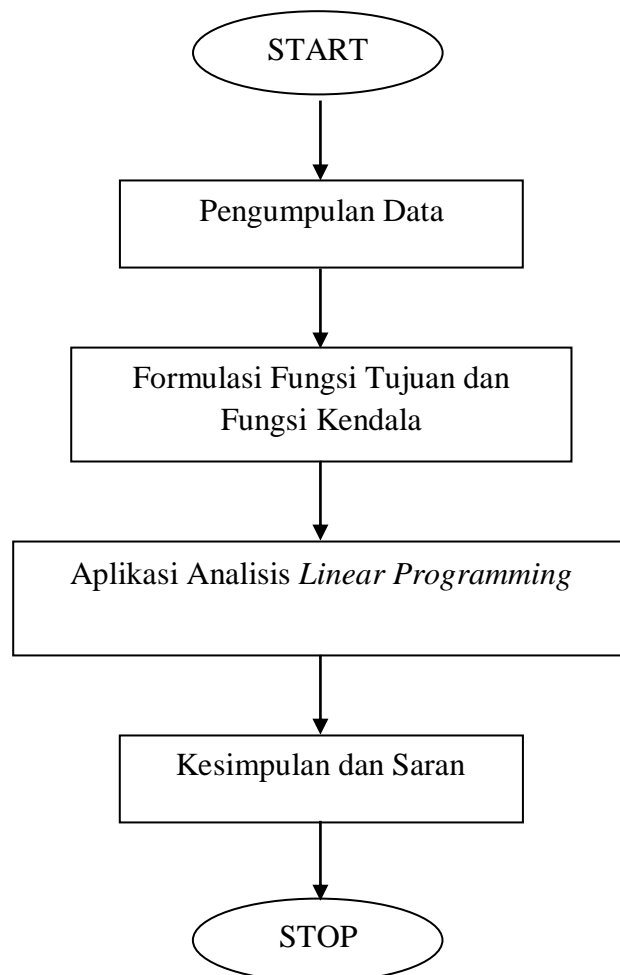 START
Pengumpulan Data
Formulasi Fungsi Tujuan dan
Fungsi Kendala
Aplikasi Analisis Linear Programming
Kesimpulan dan Saran
STOP